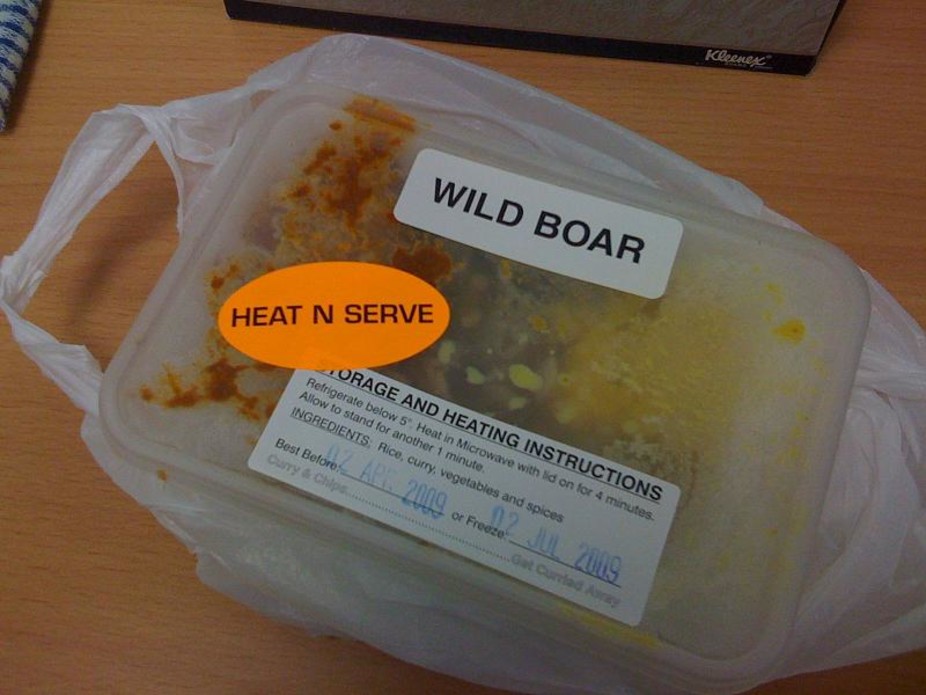 Kleenex
WILD BOAR
HEAT N SERVE
STORAGE AND HEATING INSTRUCTIONS
Refrigerate below 5°. Heat in Microwave with lid on for 4 minutes.
Allow to stand for another 1 minute.
INGREDIENTS: Rice, curry, vegetables and spices
Best Before: 02 APR 2009 or Freeze: 02 JUL 2009
Curry & Chips Get Curried Away